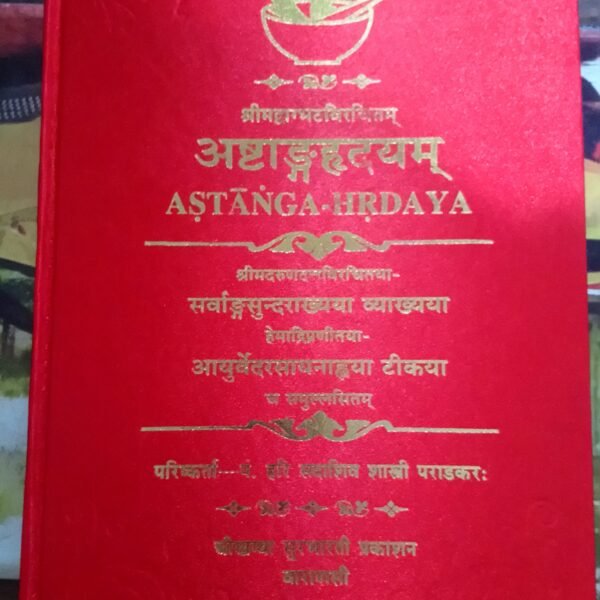 श्रीमद्वाग्भटविरचितम्
अष्टाङ्गहृदयम्
AṢTĀṄGA-HṚDAYA
श्रीमदरुणदत्तविरचितया-
सर्वाङ्गसुन्दराख्यया व्याख्यया
हेमाद्रिप्रणीतया-
आयुर्वेदरसायनाह्वया टीकया
च समुल्लसितम्
परिष्कर्ता—पं. हरि सदाशिव शास्त्री पराडकरः
चौखम्बा सुरभारती प्रकाशन
वाराणसी